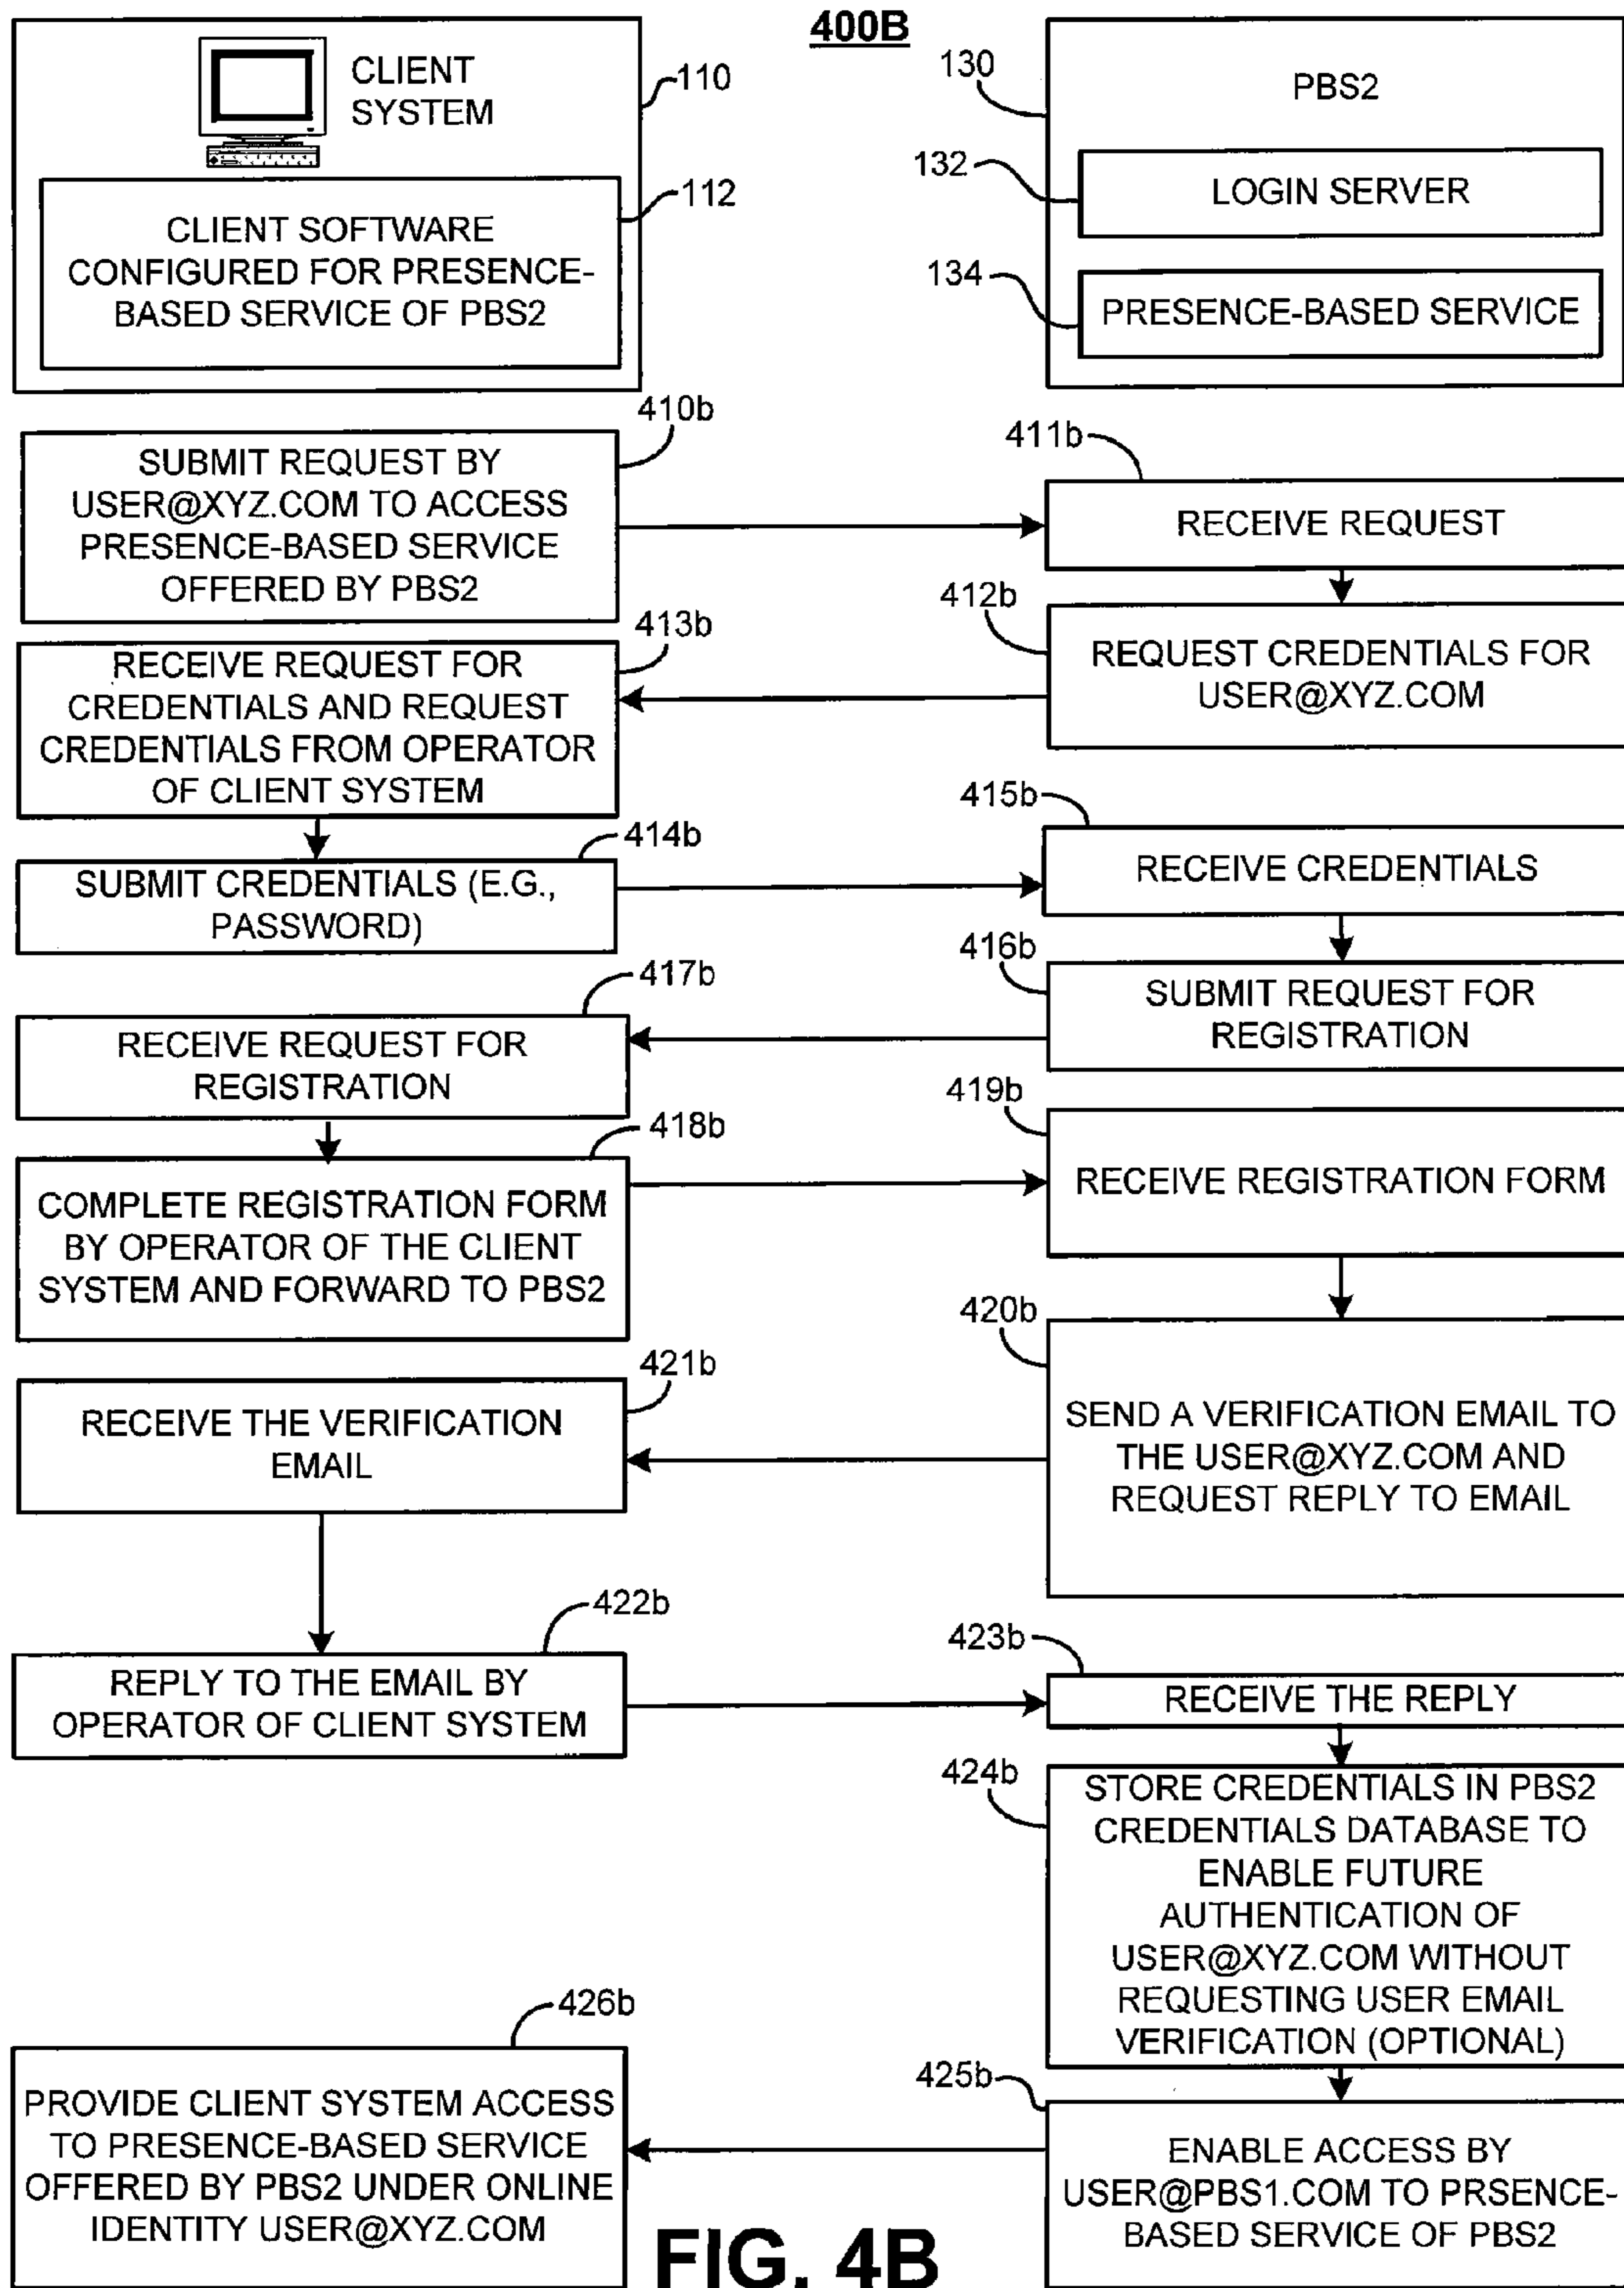 400B
CLIENT
SYSTEM
110
CLIENT SOFTWARE
CONFIGURED FOR PRESENCE-
BASED SERVICE OF PBS2
112
130
PBS2
132
LOGIN SERVER
134
PRESENCE-BASED SERVICE
410b
SUBMIT REQUEST BY
USER@XYZ.COM TO ACCESS
PRESENCE-BASED SERVICE
OFFERED BY PBS2
411b
RECEIVE REQUEST
412b
REQUEST CREDENTIALS FOR
USER@XYZ.COM
413b
RECEIVE REQUEST FOR
CREDENTIALS AND REQUEST
CREDENTIALS FROM OPERATOR
OF CLIENT SYSTEM
414b
SUBMIT CREDENTIALS (E.G.,
PASSWORD)
415b
RECEIVE CREDENTIALS
416b
SUBMIT REQUEST FOR
REGISTRATION
417b
RECEIVE REQUEST FOR
REGISTRATION
418b
COMPLETE REGISTRATION FORM
BY OPERATOR OF THE CLIENT
SYSTEM AND FORWARD TO PBS2
419b
RECEIVE REGISTRATION FORM
420b
SEND A VERIFICATION EMAIL TO
THE USER@XYZ.COM AND
REQUEST REPLY TO EMAIL
421b
RECEIVE THE VERIFICATION
EMAIL
422b
REPLY TO THE EMAIL BY
OPERATOR OF CLIENT SYSTEM
423b
RECEIVE THE REPLY
424b
STORE CREDENTIALS IN PBS2
CREDENTIALS DATABASE TO
ENABLE FUTURE
AUTHENTICATION OF
USER@XYZ.COM WITHOUT
REQUESTING USER EMAIL
VERIFICATION (OPTIONAL)
425b
ENABLE ACCESS BY
USER@PBS1.COM TO PRSENCE-
BASED SERVICE OF PBS2
426b
PROVIDE CLIENT SYSTEM ACCESS
TO PRESENCE-BASED SERVICE
OFFERED BY PBS2 UNDER ONLINE
IDENTITY USER@XYZ.COM
FIG. 4B